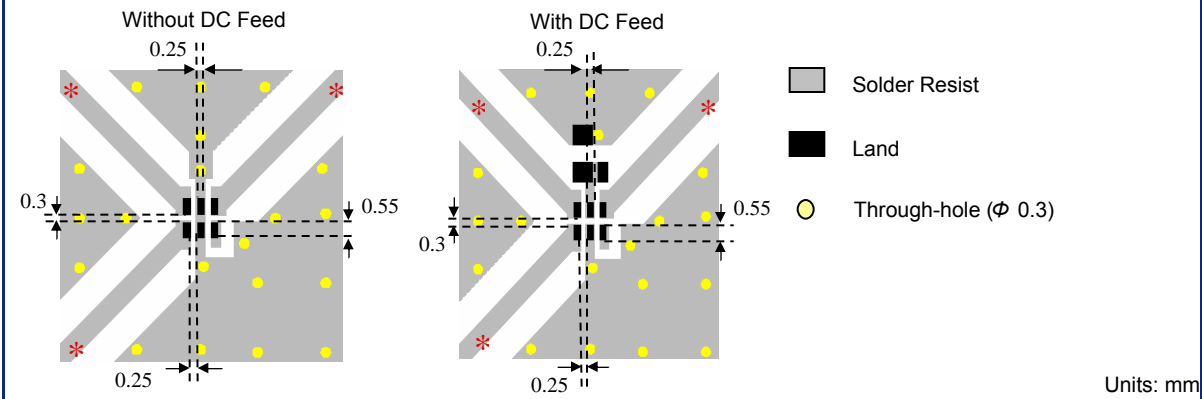 Without DC Feed
0.25
*
*
0.3
0.55
*
0.25
With DC Feed
0.25
*
*
0.55
0.3
*
0.25
Solder Resist
Land
Through-hole (Φ 0.3)
Units: mm